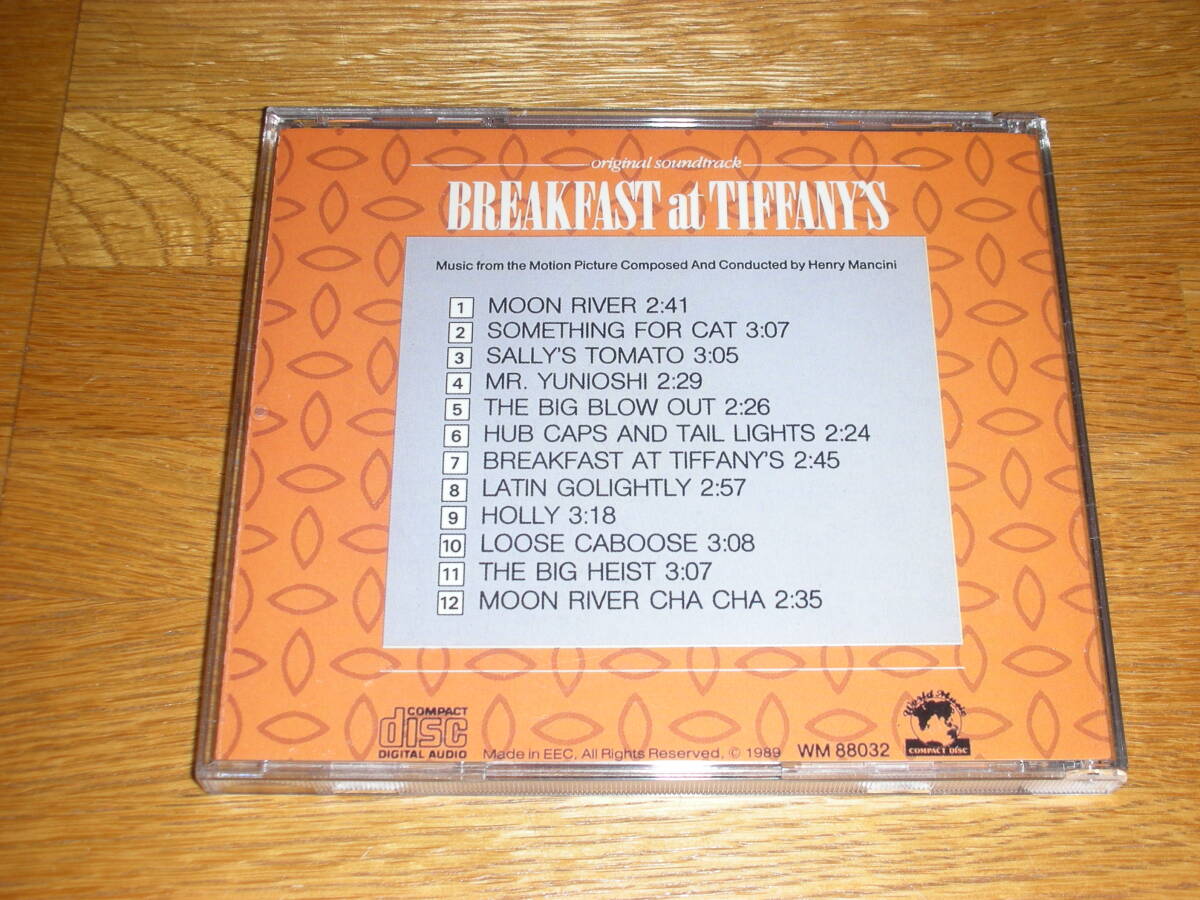 original soundtrack
BREAKFAST at TIFFANY'S
Music from the Motion Picture Composed And Conducted by Henry Mancini
1 MOON RIVER 2:41
2 SOMETHING FOR CAT 3:07
3 SALLY'S TOMATO 3:05
4 MR. YUNIOSHI 2:29
5 THE BIG BLOW OUT 2:26
6 HUB CAPS AND TAIL LIGHTS 2:24
7 BREAKFAST AT TIFFANY'S 2:45
8 LATIN GOLIGHTLY 2:57
9 HOLLY 3:18
10 LOOSE CABOOSE 3:08
11 THE BIG HEIST 3:07
12 MOON RIVER CHA CHA 2:35
COMPACT
disc
DIGITAL AUDIO
Made in EEC, All Rights Reserved. © 1989 WM 88032
World Music
COMPACT DISC